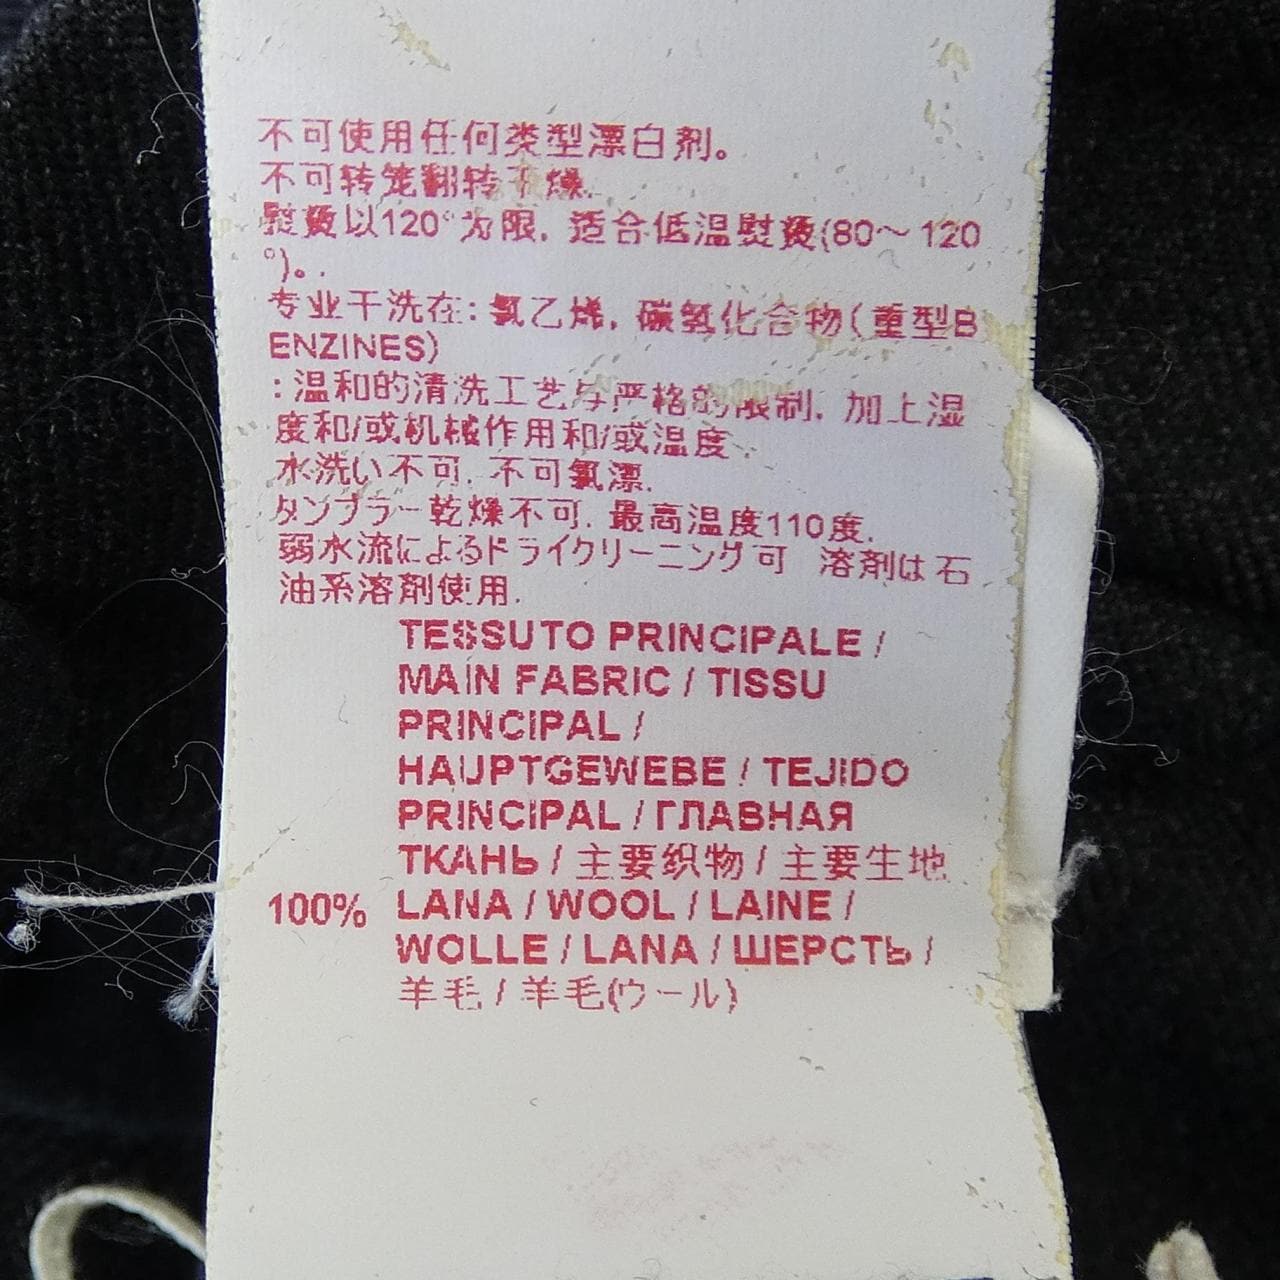 不可使用任何类型漂白剂。
不可转笼翻转干燥.
熨烫以120°为限, 适合低温熨烫(80～120
°)。.
专业干洗在: 氯乙烯, 碳氢化合物(重型B
ENZINES)
: 温和的清洗工艺与严格的限制, 加上湿
度和/或机械作用和/或温度.
水洗い不可. 不可氯漂.
タンブラー乾燥不可. 最高温度110度.
弱水流によるドライクリーニング可 溶剤は石
油系溶剤使用.
TESSUTO PRINCIPALE /
MAIN FABRIC / TISSU
PRINCIPAL /
HAUPTGEWEBE / TEJIDO
PRINCIPAL / ГЛАВНАЯ
ТКАНЬ / 主要织物 / 主要生地
100% LANA / WOOL / LAINE /
WOLLE / LANA / ШЕРСТЬ /
羊毛 / 羊毛(ウール)